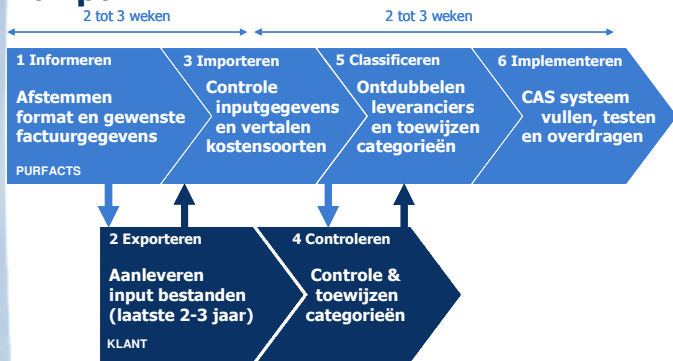 2 tot 3 weken
2 tot 3 weken
1 Informeren
Afstemmen
format en gewenste
factuurgegevens
PURFACTS
3 Importeren
Controle
inputgegevens
en vertalen
kostensoorten
5 Classificeren
Ontdubbelen
leveranciers
en toewijzen
categorieën
6 Implementeren
CAS systeem
vullen, testen
en overdragen
2 Exporteren
Aanleveren
input bestanden
(laatste 2-3 jaar)
KLANT
4 Controleren
Controle &
toewijzen
categorieën